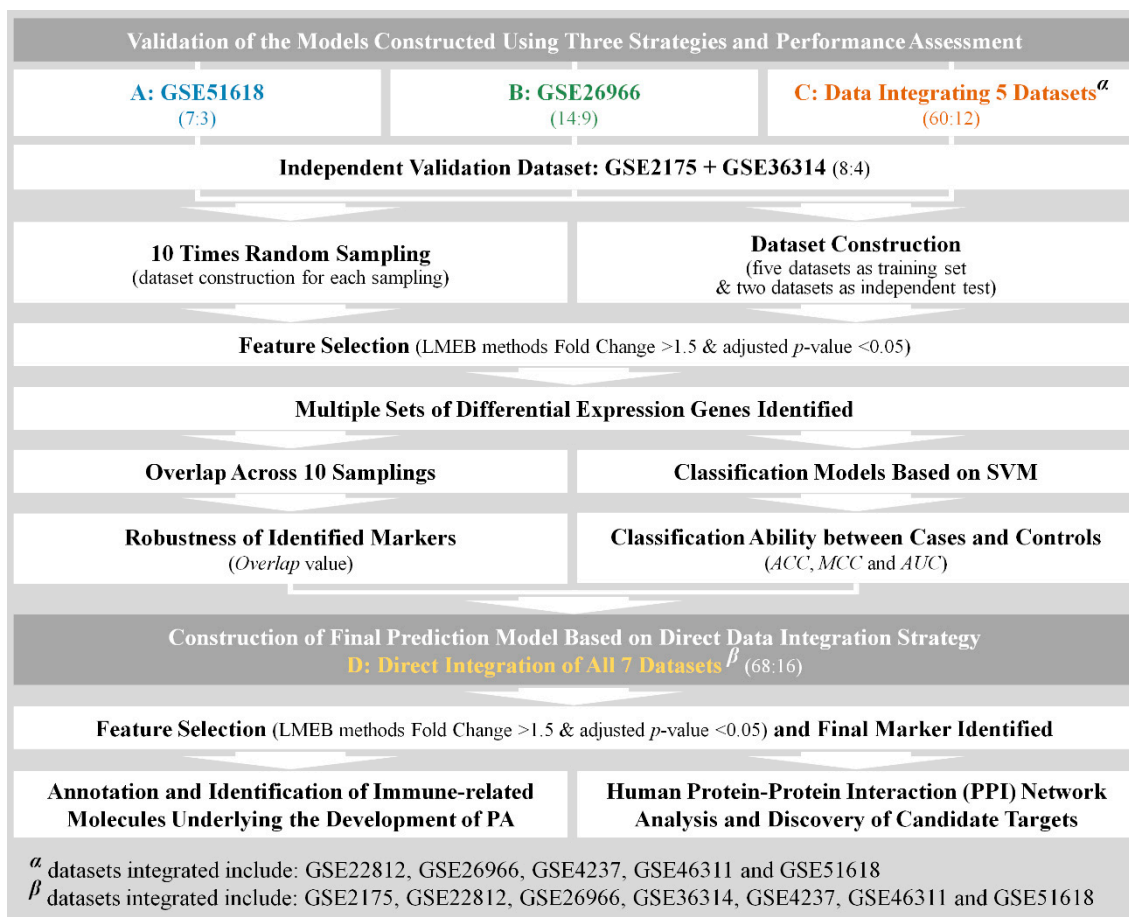 Validation of the Models Constructed Using Three Strategies and Performance Assessment
A: GSE51618
(7:3)
B: GSE26966
(14:9)
C: Data Integrating 5 Datasets α
(60:12)
Independent Validation Dataset: GSE2175 + GSE36314 (8:4)
10 Times Random Sampling
(dataset construction for each sampling)
Dataset Construction
(five datasets as training set
& two datasets as independent test)
Feature Selection (LMEB methods Fold Change >1.5 & adjusted p-value <0.05)
Multiple Sets of Differential Expression Genes Identified
Overlap Across 10 Samplings
Classification Models Based on SVM
Robustness of Identified Markers
(Overlap value)
Classification Ability between Cases and Controls
(ACC, MCC and AUC)
Construction of Final Prediction Model Based on Direct Data Integration Strategy
D: Direct Integration of All 7 Datasets β (68:16)
Feature Selection (LMEB methods Fold Change >1.5 & adjusted p-value <0.05) and Final Marker Identified
Annotation and Identification of Immune-related
Molecules Underlying the Development of PA
Human Protein-Protein Interaction (PPI) Network
Analysis and Discovery of Candidate Targets
α datasets integrated include: GSE22812, GSE26966, GSE4237, GSE46311 and GSE51618
β datasets integrated include: GSE2175, GSE22812, GSE26966, GSE36314, GSE4237, GSE46311 and GSE51618